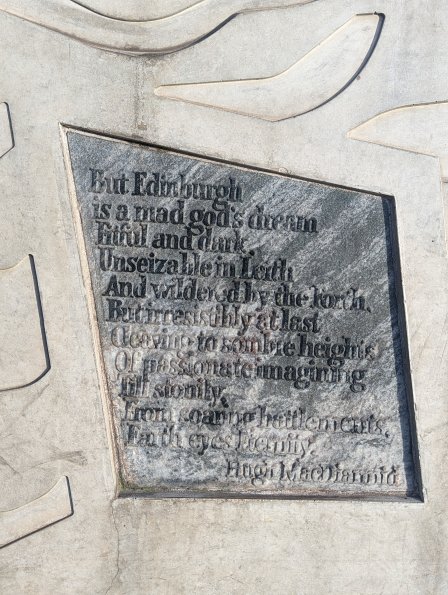 But Edinburgh
is a mad god's dream
Fitful and dark,
Unseizable in Leith
And wildered by the Forth,
But irresistibly at last
Cleaving to sombre heights
Of passionate imagining
Till stonily,
From soaring battlements,
Earth eyes Eternity.
Hugh MacDiarmid